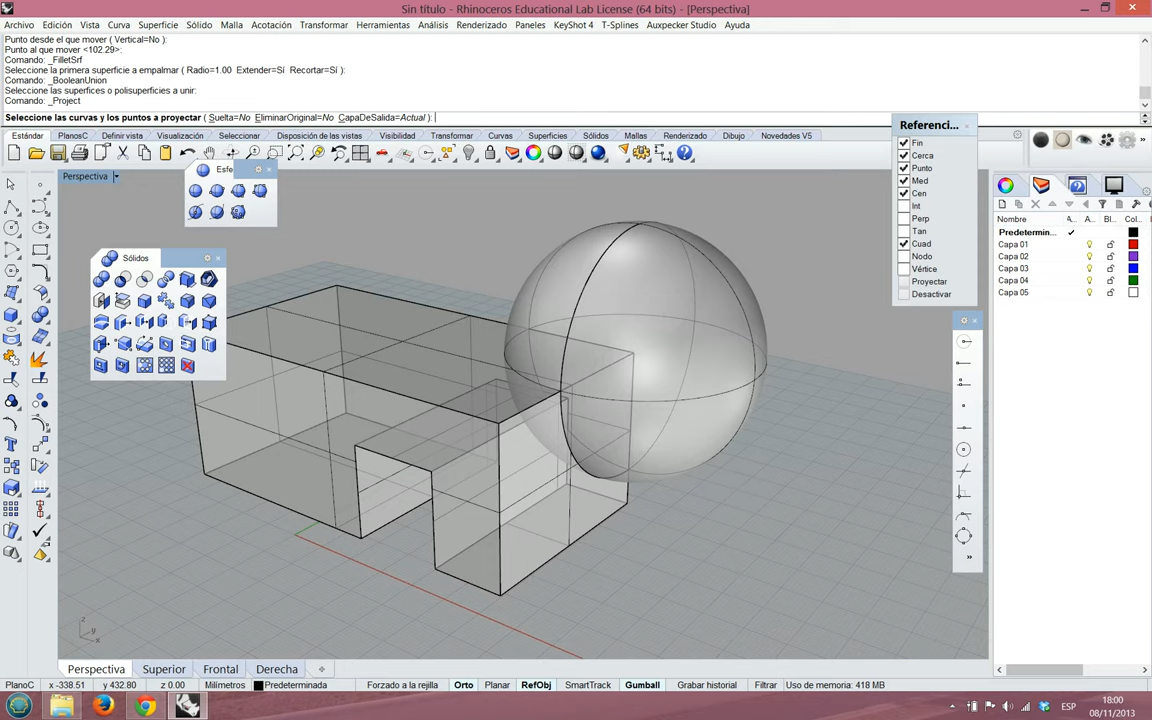 Sin título - Rhinoceros Educational Lab License (64 bits) - [Perspectiva]
Archivo Edición Vista Curva Superficie Sólido Malla Acotación Transformar Herramientas Análisis Renderizado Paneles KeyShot 4 T-Splines Auxpecker Studio Ayuda
Punto desde el que mover ( Vertical=No ):
Punto al que mover <102.29>:
Comando: _FilletSrf
Seleccione la primera superficie a empalmar ( Radio=1.00 Extender=Sí Recortar=Sí ):
Comando: _BooleanUnion
Seleccione las superficies o polisuperficies a unir:
Comando: _Project
Seleccione las curvas y los puntos a proyectar ( Suelta=No EliminarOriginal=No CapaDeSalida=Actual ):
Estándar PlanosC Definir vista Visualización Seleccionar Disposición de las vistas Visibilidad Transformar Curvas Superficies Sólidos Mallas Renderizado Dibujo Novedades V5
Perspectiva
Esfe
Sólidos
Referenci...
Fin
Cerca
Punto
Med
Cen
Int
Perp
Tan
Cuad
Nodo
Vértice
Proyectar
Desactivar
Nombre A... A... Bl... Col...
Predetermin...
Capa 01
Capa 02
Capa 03
Capa 04
Capa 05
z
y
x
Perspectiva Superior Frontal Derecha
PlanoC x -338.51 y 432.80 z 0.00 Milímetros Predeterminada Forzado a la rejilla Orto Planar RefObj SmartTrack Gumball Grabar historial Filtrar Uso de memoria: 418 MB
ESP
18:00
08/11/2013